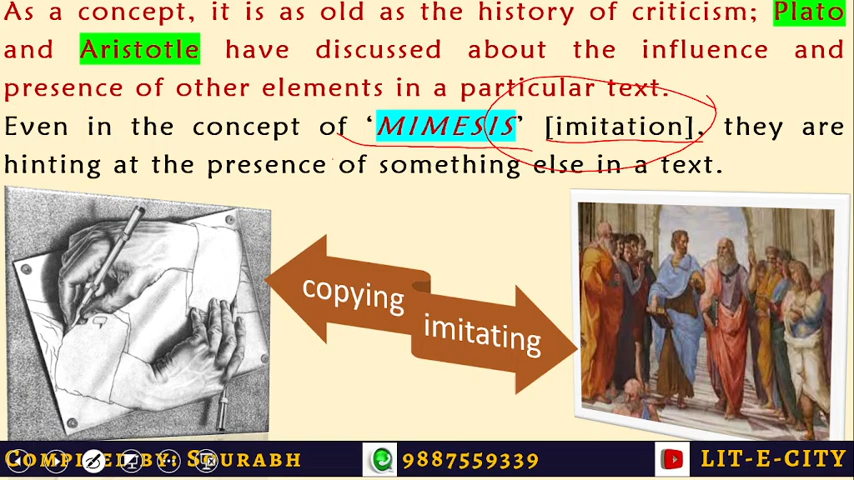 As a concept, it is as old as the history of criticism; Plato
and Aristotle have discussed about the influence and
presence of other elements in a particular text.
Even in the concept of ‘MIMESIS’ [imitation], they are
hinting at the presence of something else in a text.
copying
imitating
COMPILED BY: SOURABH
9887559339
LIT-E-CITY